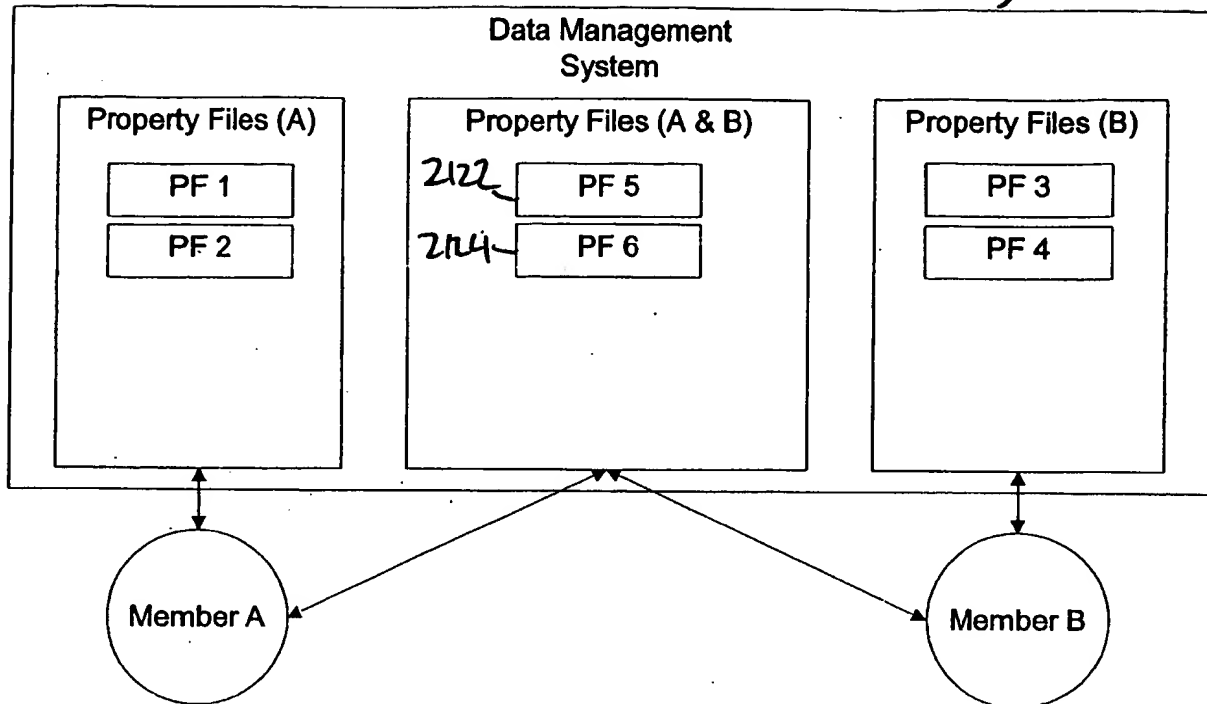 Data Management
System
Property Files (A)
PF 1
PF 2
Property Files (A & B)
2122
PF 5
2124
PF 6
Property Files (B)
PF 3
PF 4
Member A
Member B